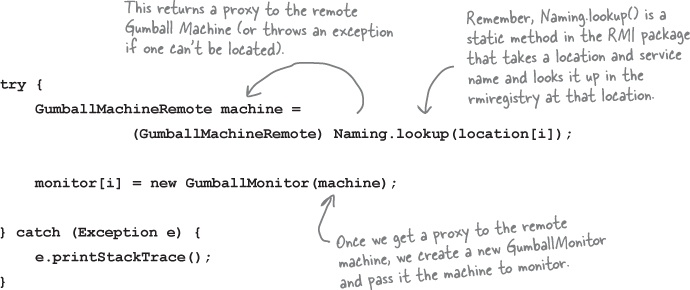 This returns a proxy to the remote
Gumball Machine (or throws an exception
if one can't be located).
Remember, Naming.lookup() is a
static method in the RMI package
that takes a location and service
name and looks it up in the
rmiregistry at that location.
try {
GumballMachineRemote machine =
(GumballMachineRemote) Naming.lookup(location[i]);
monitor[i] = new GumballMonitor(machine);
} catch (Exception e) {
e.printStackTrace();
}
Once we get a proxy to the remote
machine, we create a new GumballMonitor
and pass it the machine to monitor.